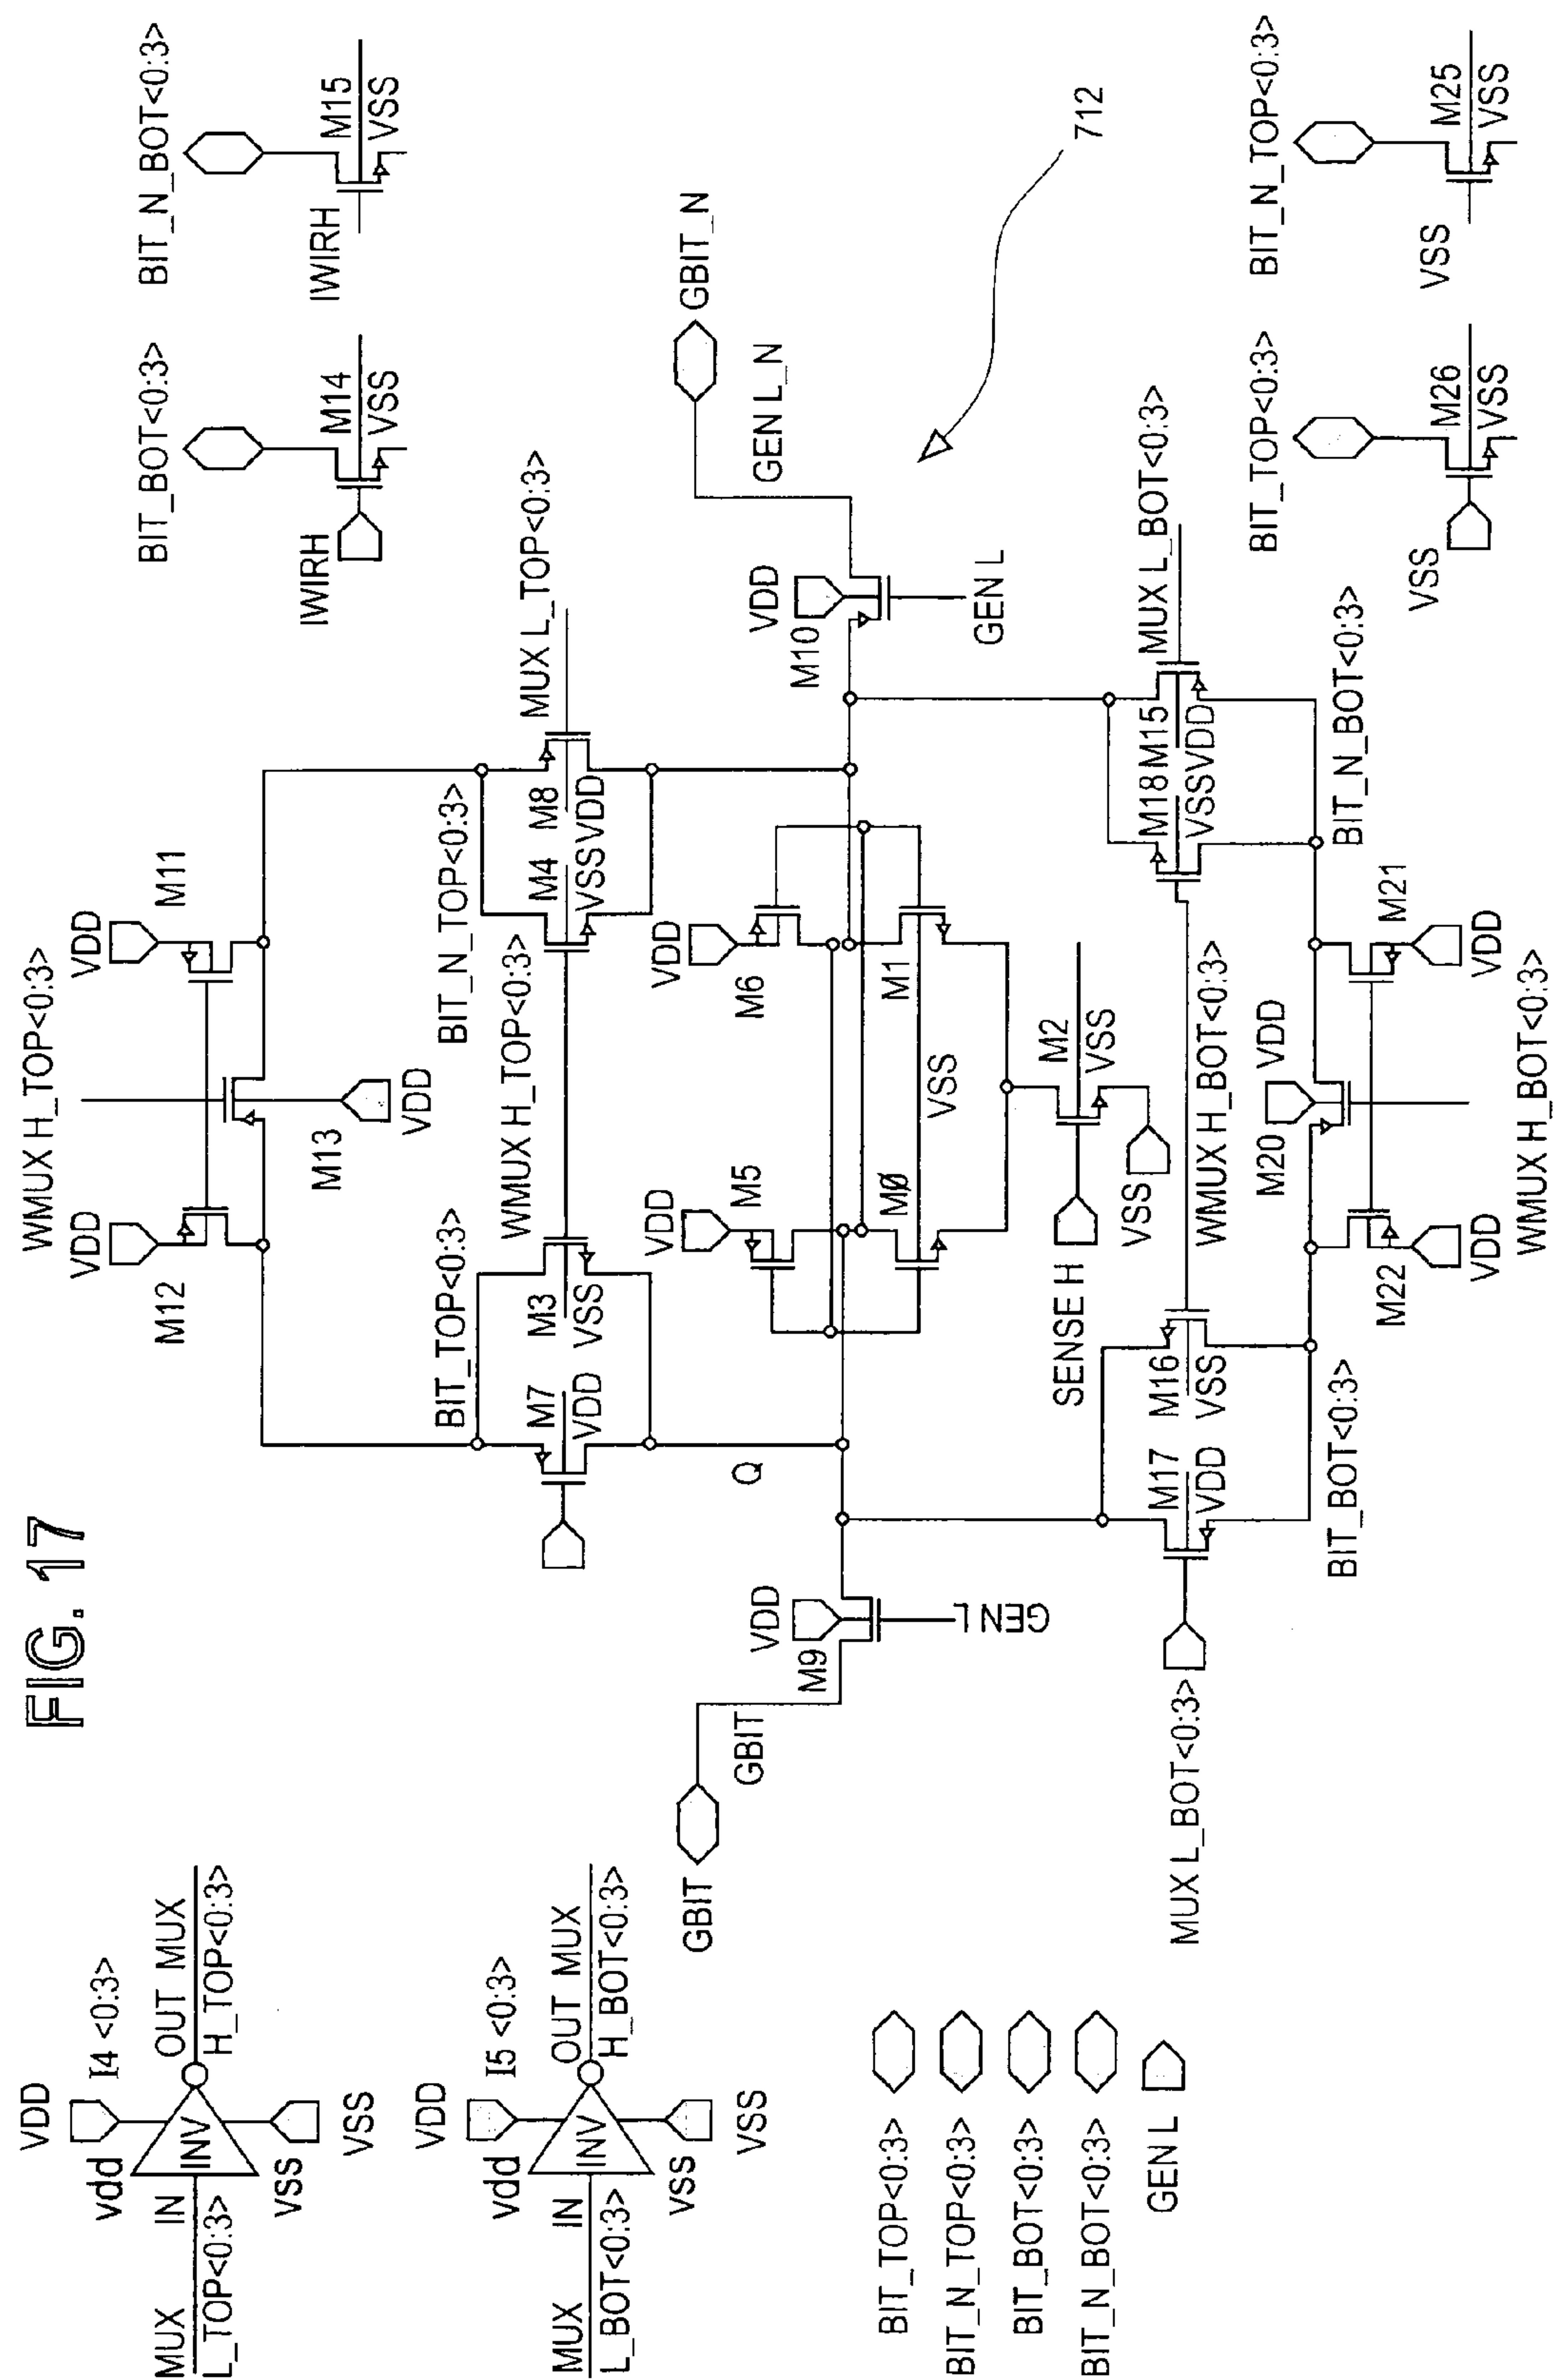 FIG. 17
MUX
L_TOP<0:3>
IN
vdd
VDD
I4 <0:3>
INV
VSS
VSS
OUT MUX
H_TOP<0:3>
MUX
L_BOT<0:3>
IN
vdd
VDD
I5 <0:3>
INV
VSS
VSS
OUT MUX
H_BOT<0:3>
BIT_TOP<0:3>
BIT_N_TOP<0:3>
BIT_BOT<0:3>
BIT_N_BOT<0:3>
GEN L
WMUX H_TOP<0:3>
VDD
M12
M13
VDD
VDD
M11
BIT_TOP<0:3>
M7
VDD
M3
VSS
WMUX H_TOP<0:3>
BIT_N_TOP<0:3>
M4
VSS
M8
VDD
MUX L_TOP<0:3>
Q
GBIT
GBIT
M9
VDD
GEN L
VDD
M5
VDD
M6
MØ
M1
VSS
SENSE H
M2
VSS
VSS
M10
VDD
GEN L
GEN L_N
GBIT_N
712
MUX L_BOT<0:3>
M17
VDD
M16
VSS
WMUX H_BOT<0:3>
M18
VSS
M15
VDD
MUX L_BOT<0:3>
BIT_BOT<0:3>
BIT_N_BOT<0:3>
M22
VDD
M20
VDD
M21
VDD
WMUX H_BOT<0:3>
BIT_BOT<0:3>
IWIRH
M14
VSS
BIT_N_BOT<0:3>
IWIRH
M15
VSS
BIT_TOP<0:3>
VSS
M26
VSS
BIT_N_TOP<0:3>
VSS
M25
VSS